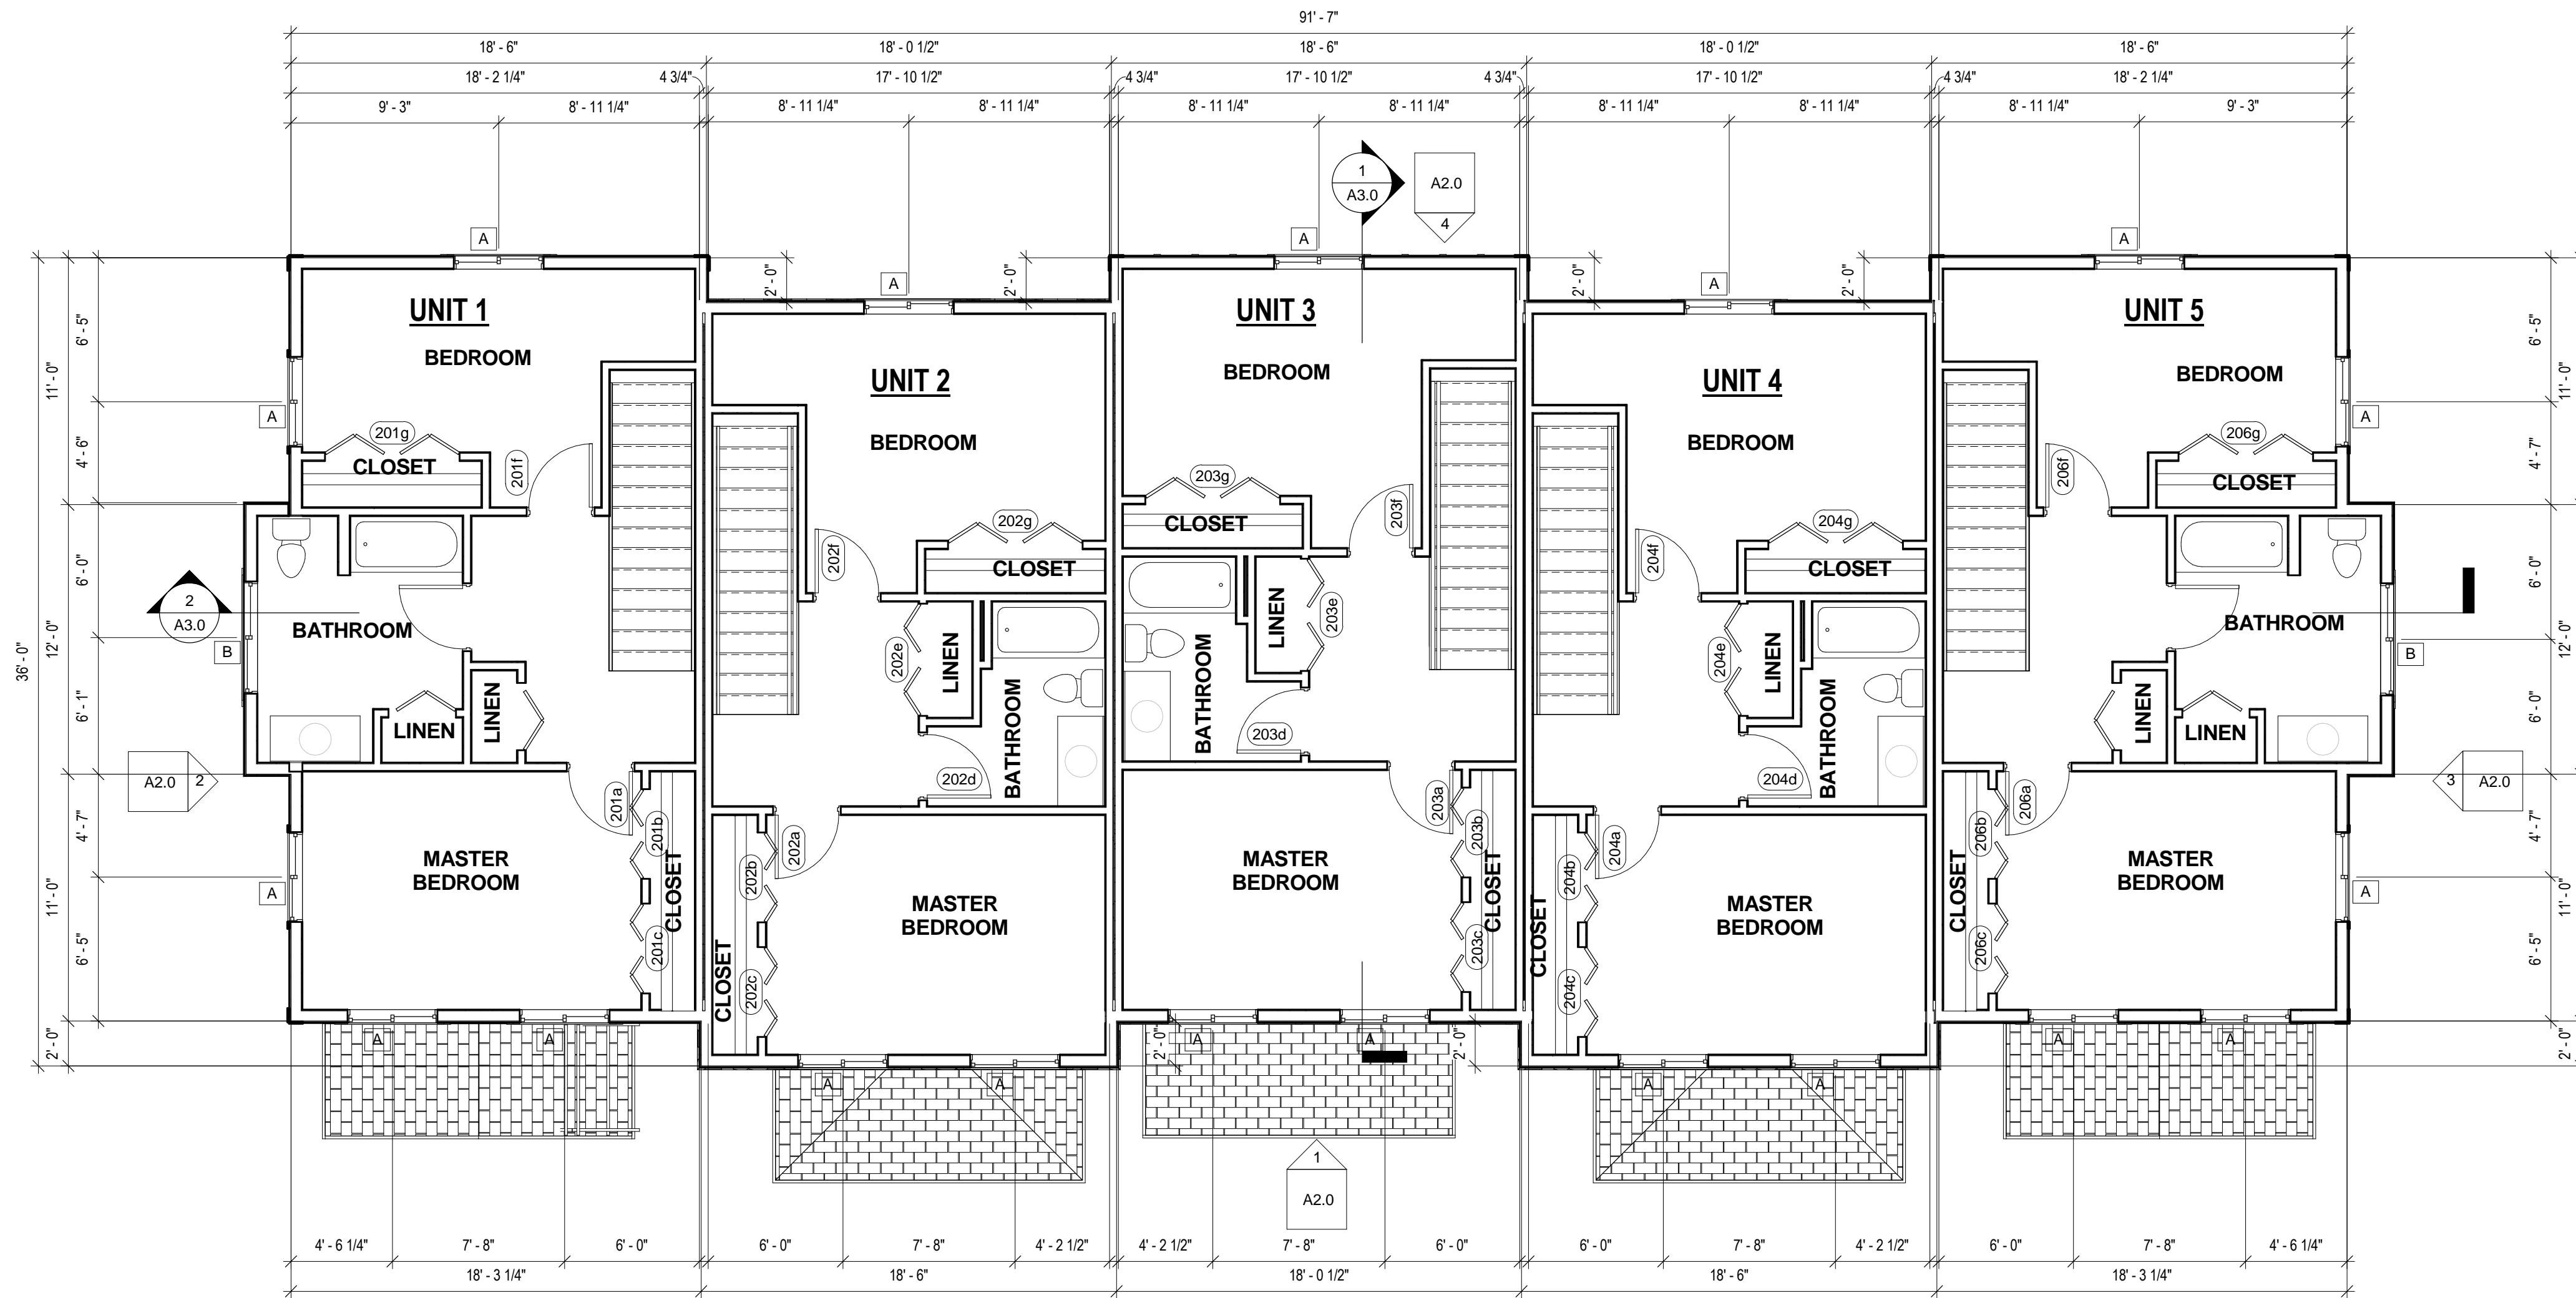 91' - 7"
18' - 6"
18' - 0 1/2"
18' - 6"
18' - 0 1/2"
18' - 6"
18' - 2 1/4"
4 3/4"
17' - 10 1/2"
4 3/4"
17' - 10 1/2"
4 3/4"
17' - 10 1/2"
4 3/4"
18' - 2 1/4"
9' - 3"
8' - 11 1/4"
8' - 11 1/4"
8' - 11 1/4"
8' - 11 1/4"
8' - 11 1/4"
8' - 11 1/4"
8' - 11 1/4"
8' - 11 1/4"
9' - 3"
1
A3.0
A2.0
4
A
A
A
A
A
2' - 0"
2' - 0"
2' - 0"
2' - 0"
36' - 0"
11' - 0"
12' - 0"
11' - 0"
2' - 0"
6' - 5"
4' - 6"
6' - 0"
6' - 1"
4' - 7"
6' - 5"
A
B
A
2
A3.0
A2.0
2
UNIT 1
BEDROOM
201g
CLOSET
201f
BATHROOM
LINEN
LINEN
201a
201b
201c
CLOSET
MASTER
BEDROOM
A
A
UNIT 2
BEDROOM
202f
202g
CLOSET
202e
LINEN
BATHROOM
202d
202a
202b
202c
CLOSET
MASTER
BEDROOM
A
A
UNIT 3
BEDROOM
203g
CLOSET
203f
LINEN
203e
BATHROOM
203d
203a
203b
203c
CLOSET
MASTER
BEDROOM
2' - 0"
A
A
2' - 0"
UNIT 4
BEDROOM
204f
204g
CLOSET
204e
LINEN
BATHROOM
204d
204a
204b
204c
CLOSET
MASTER
BEDROOM
A
A
UNIT 5
BEDROOM
206f
206g
CLOSET
BATHROOM
LINEN
LINEN
206a
206b
206c
CLOSET
MASTER
BEDROOM
A
A
A
B
A
3
A2.0
6' - 5"
4' - 7"
6' - 0"
6' - 0"
4' - 7"
6' - 5"
11' - 0"
12' - 0"
11' - 0"
2' - 0"
1
A2.0
4' - 6 1/4"
7' - 8"
6' - 0"
6' - 0"
7' - 8"
4' - 2 1/2"
4' - 2 1/2"
7' - 8"
6' - 0"
6' - 0"
7' - 8"
4' - 2 1/2"
6' - 0"
7' - 8"
4' - 6 1/4"
18' - 3 1/4"
18' - 6"
18' - 0 1/2"
18' - 6"
18' - 3 1/4"